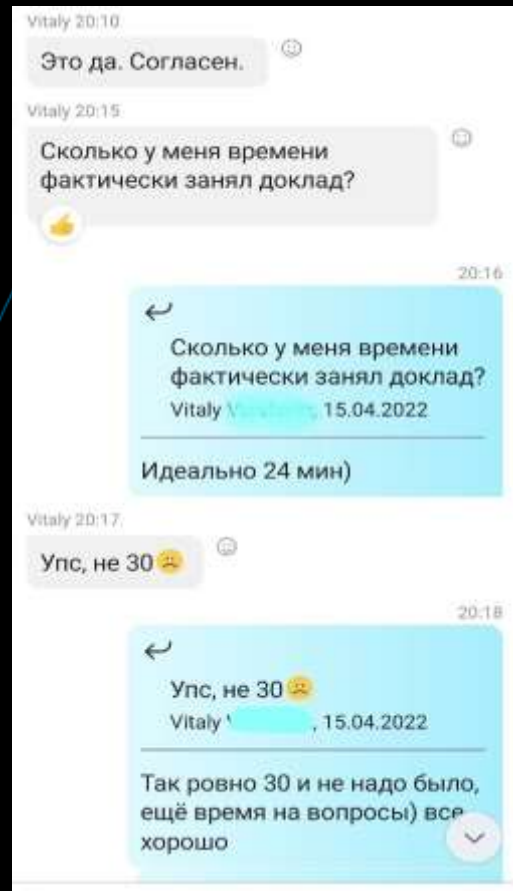 Vitaly 20:10
Это да. Согласен.
Vitaly 20:15
Сколько у меня времени
фактически занял доклад?
20:16
Сколько у меня времени
фактически занял доклад?
Vitaly 15.04.2022
Идеально 24 мин)
Vitaly 20:17
Упс, не 30
20:18
Упс, не 30
Vitaly , 15.04.2022
Так ровно 30 и не надо было,
ещё время на вопросы) все
хорошо